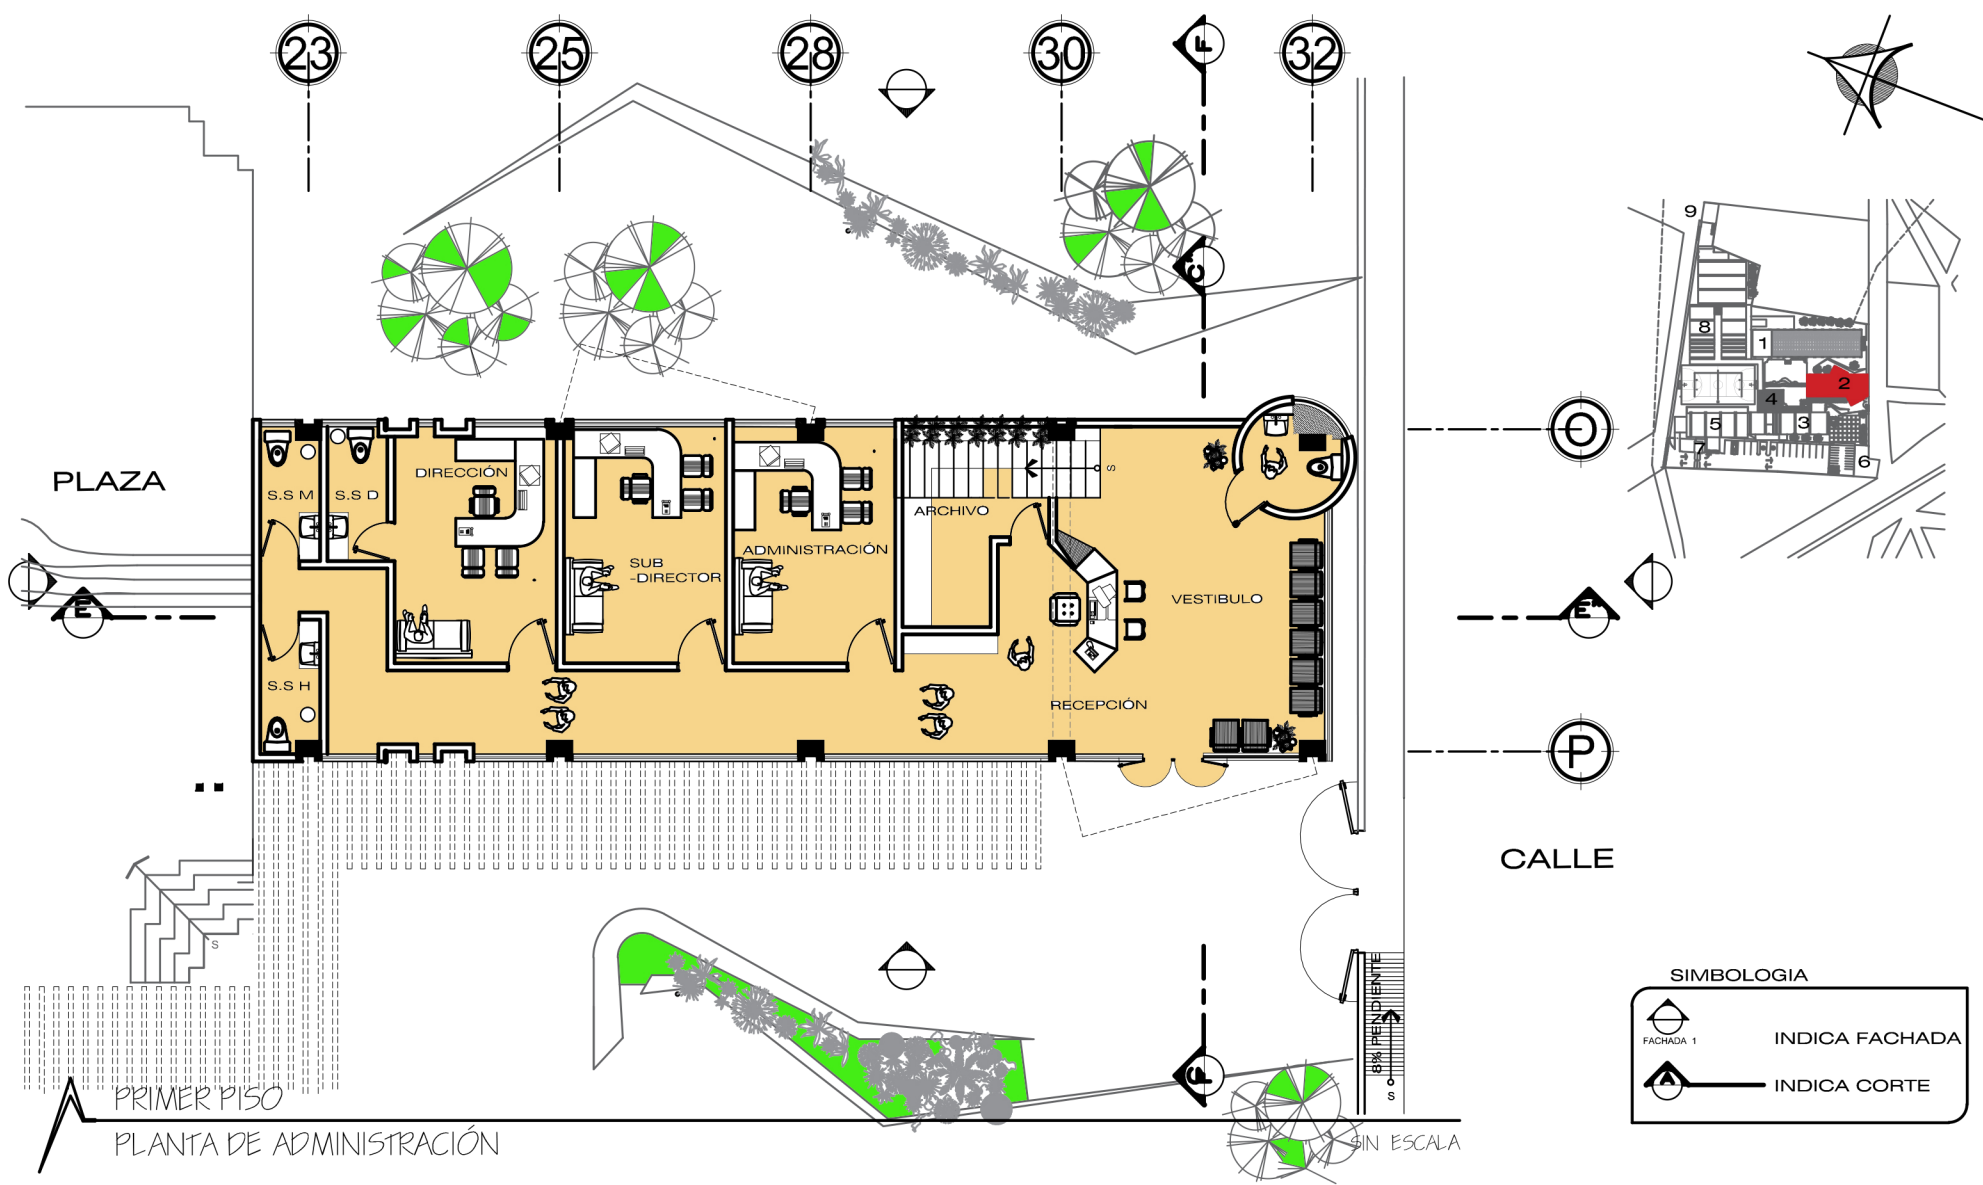 23
25
28
30
F
32
C"
9
8
1
2
4
5
3
7
6
O
PLAZA
DIRECCIÓN
S.S M
S.S D
S
ARCHIVO
ADMINISTRACIÓN
SUB
-DIRECTOR
VESTIBULO
E
E"
S.S H
RECEPCIÓN
P
CALLE
S
8% PENDIENTE
S
SIMBOLOGIA
FACHADA 1
INDICA FACHADA
A
INDICA CORTE
PRIMER PISO
PLANTA DE ADMINISTRACIÓN
SIN ESCALA